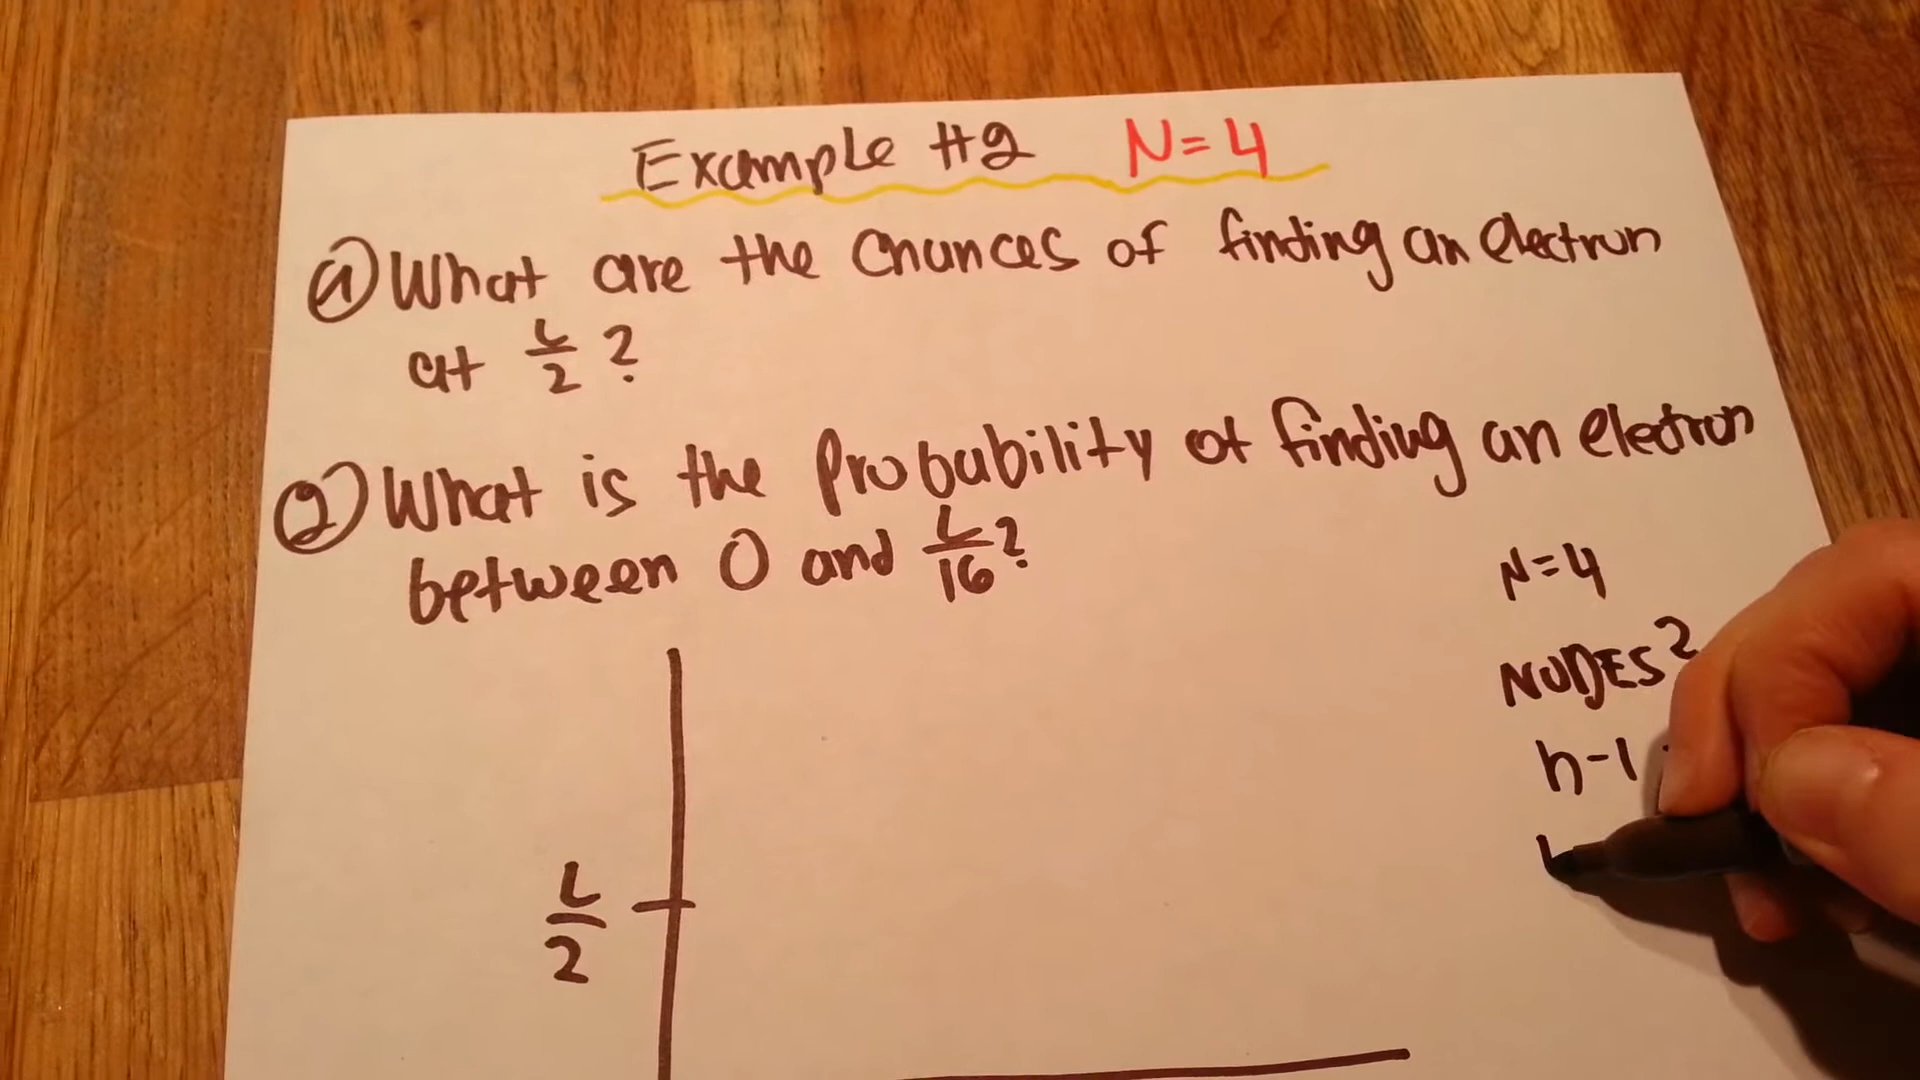 Example #2 N=4
① What are the chances of finding an electron
at L/2?
② What is the Probability of finding an electron
between 0 and L/16?
N=4
NODES?
n-1
L/2